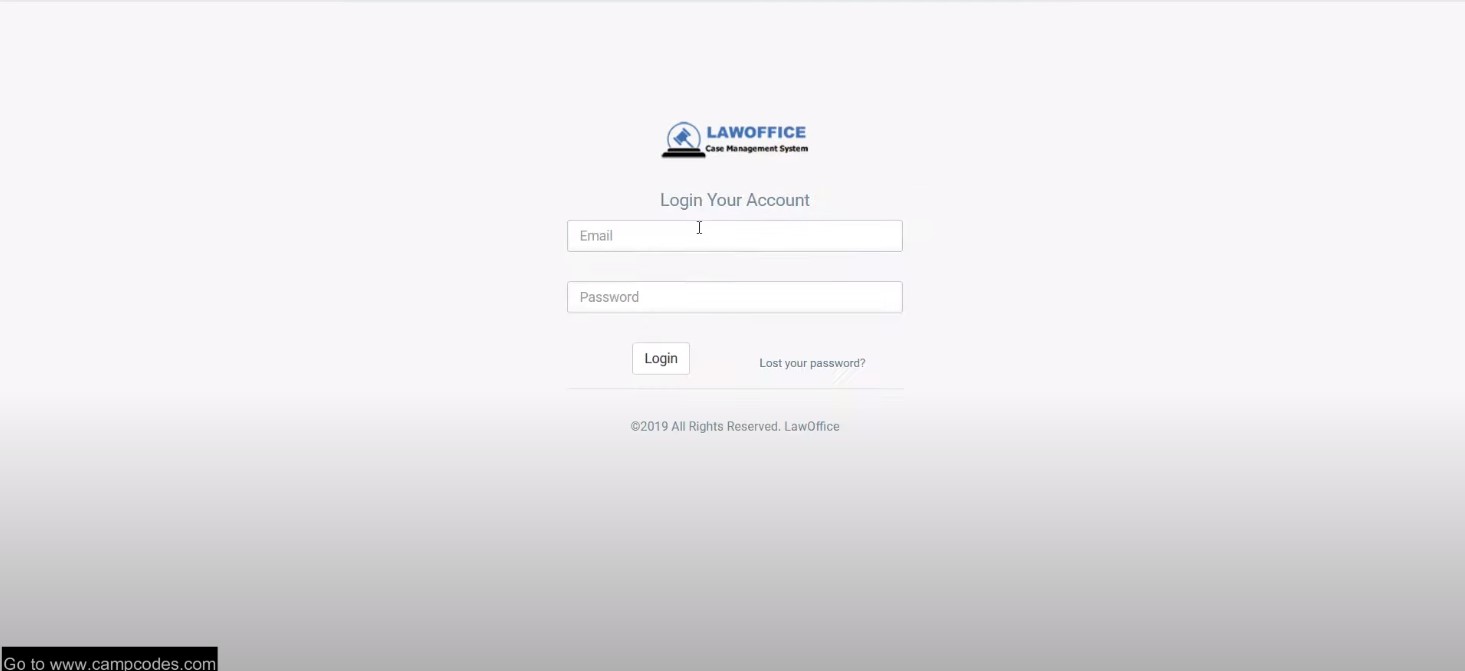 LAWOFFICE
Case Management System
Login Your Account
Email
Password
Login
Lost your password?
©2019 All Rights Reserved. LawOffice
Go to www.campcodes.com